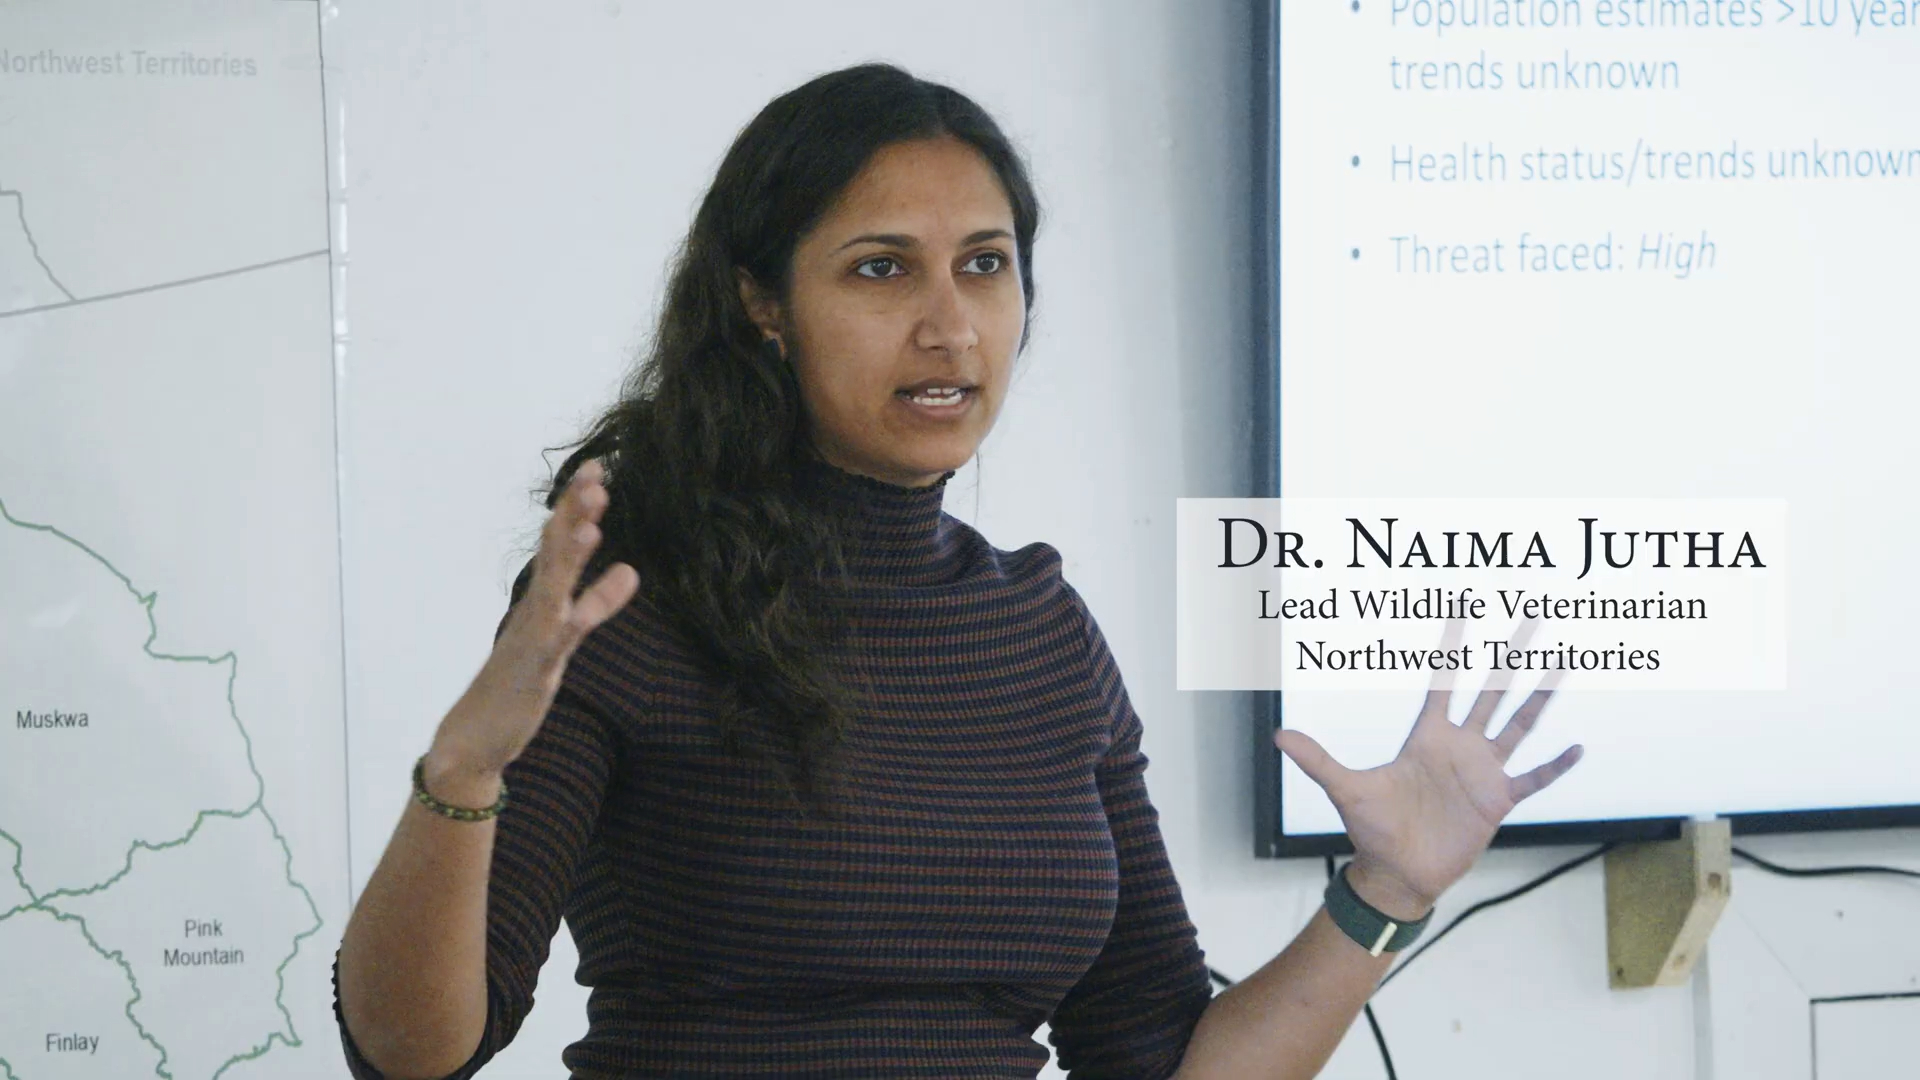 Northwest Territories
Muskwa
Pink
Mountain
Finlay
• Population estimates >10 year
trends unknown
• Health status/trends unknown
• Threat faced: High
Dr. Naima Jutha
Lead Wildlife Veterinarian
Northwest Territories